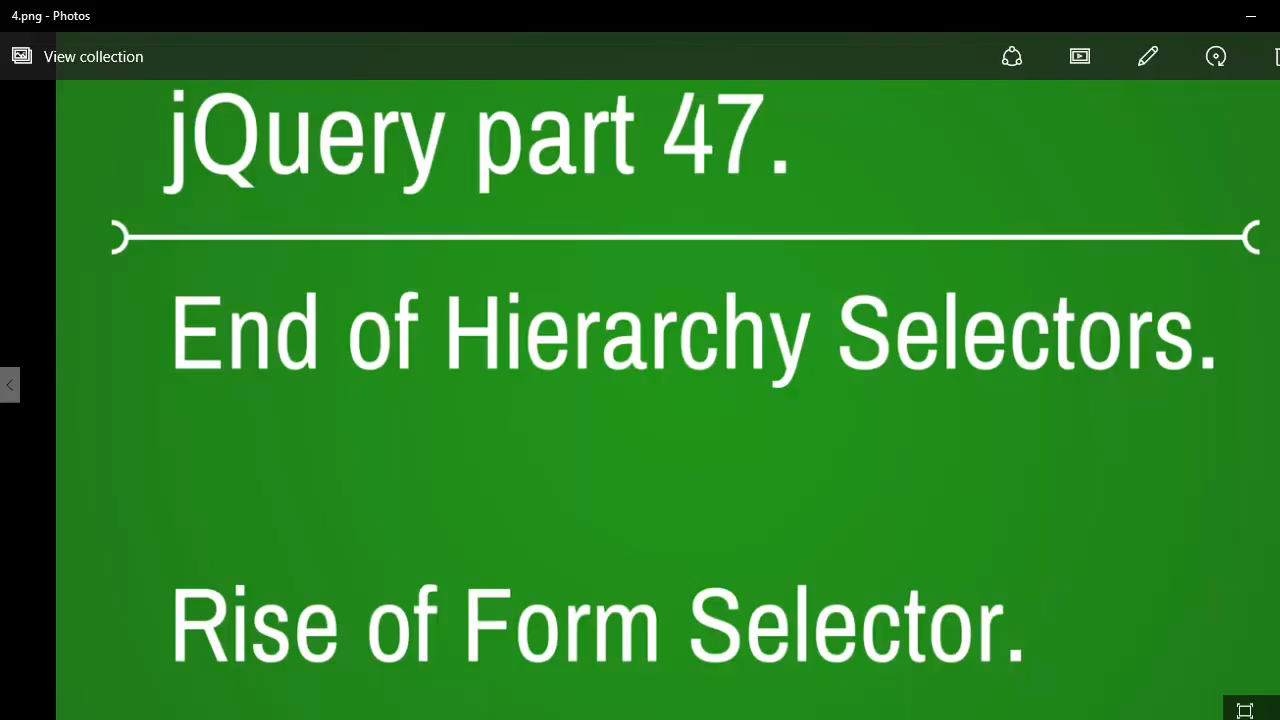 4.png - Photos
View collection
jQuery part 47.
End of Hierarchy Selectors.
Rise of Form Selector.